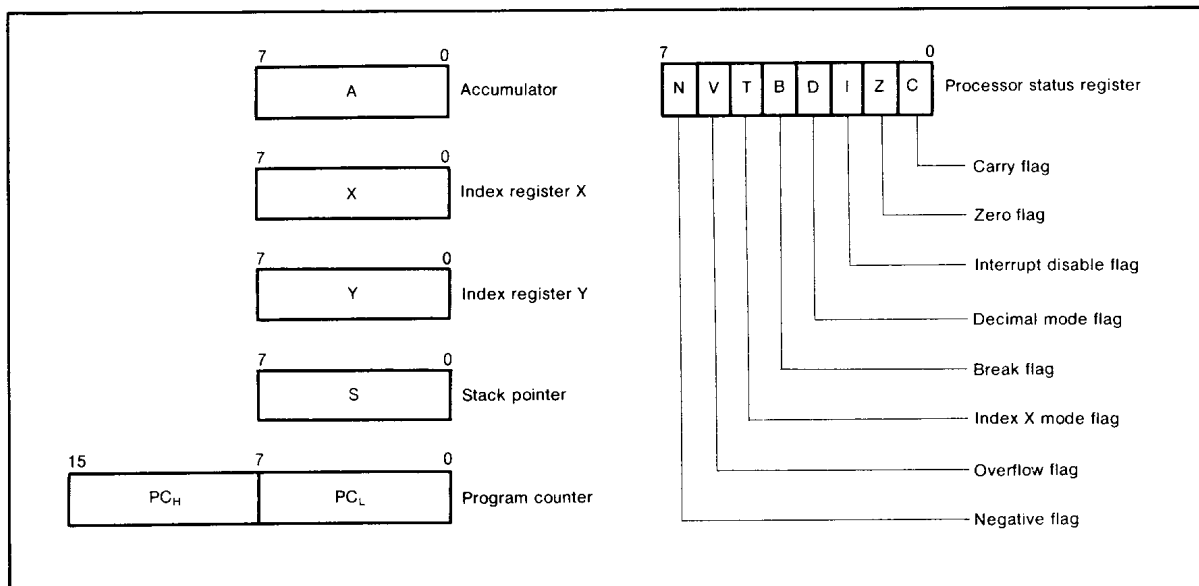 7 0
A Accumulator
7 0
X Index register X
7 0
Y Index register Y
7 0
S Stack pointer
15 7 0
PCH PCL Program counter
7 0
N V T B D I Z C Processor status register
Carry flag
Zero flag
Interrupt disable flag
Decimal mode flag
Break flag
Index X mode flag
Overflow flag
Negative flag